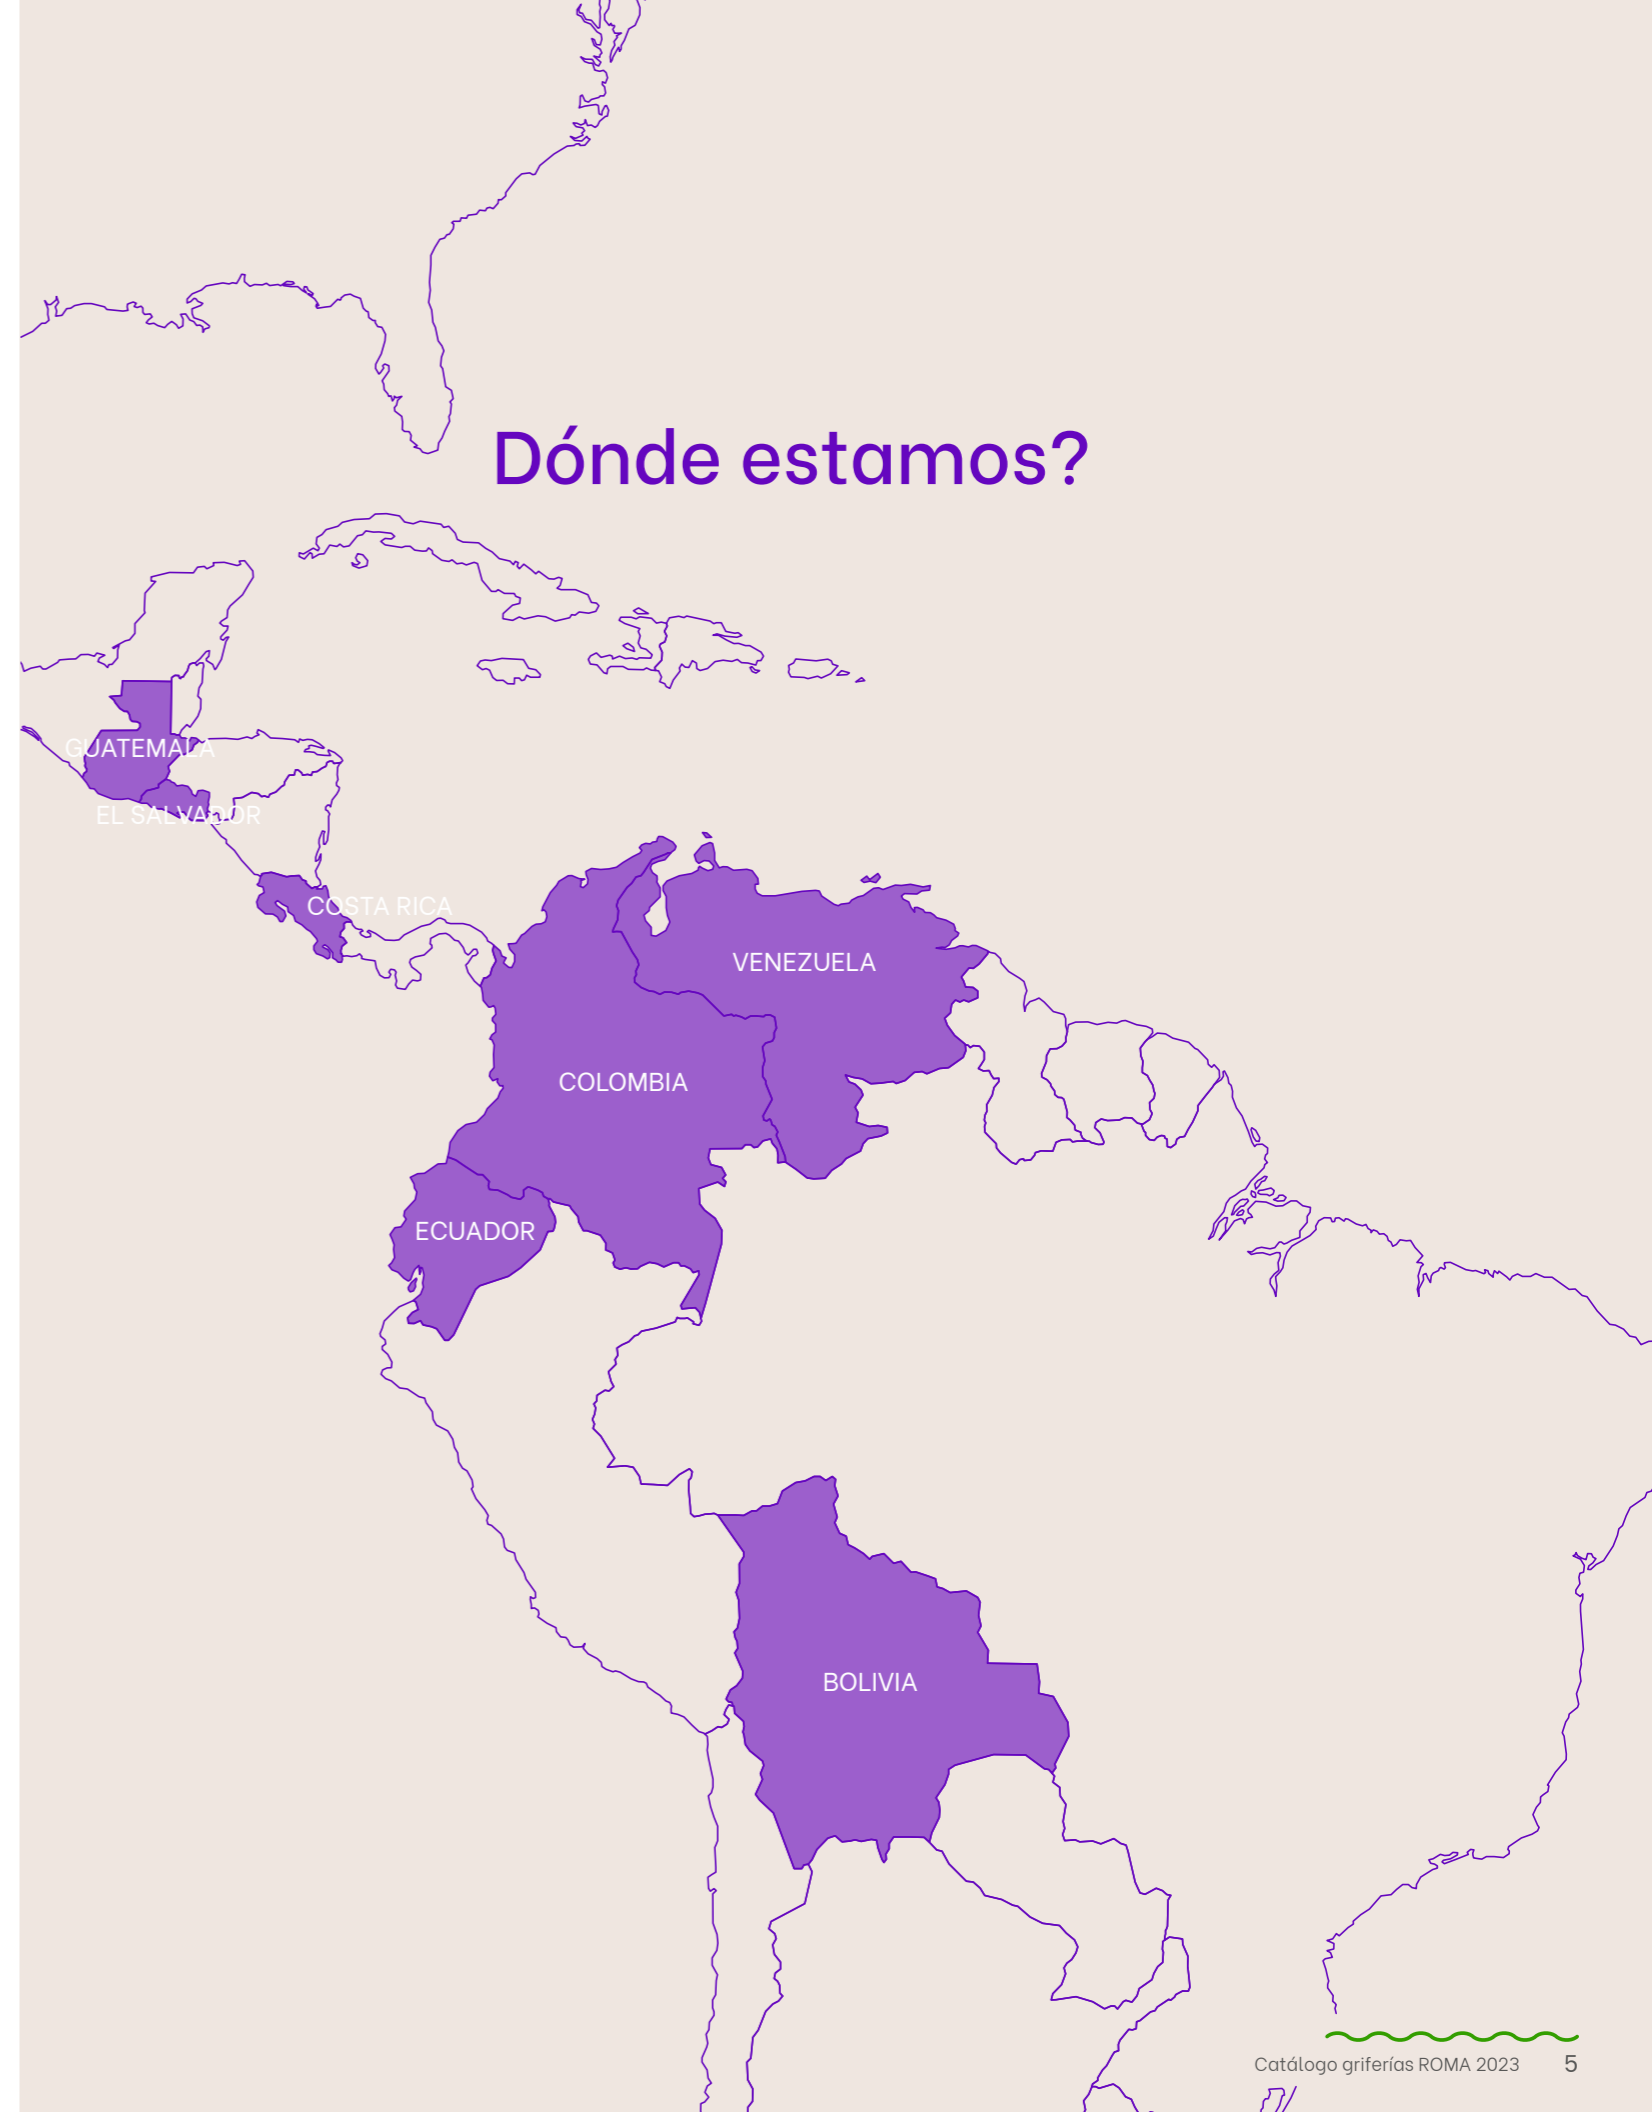 Dónde estamos?
GUATEMALA
EL SALVADOR
COSTA RICA
VENEZUELA
COLOMBIA
ECUADOR
BOLIVIA
Catálogo griferías ROMA 2023 5